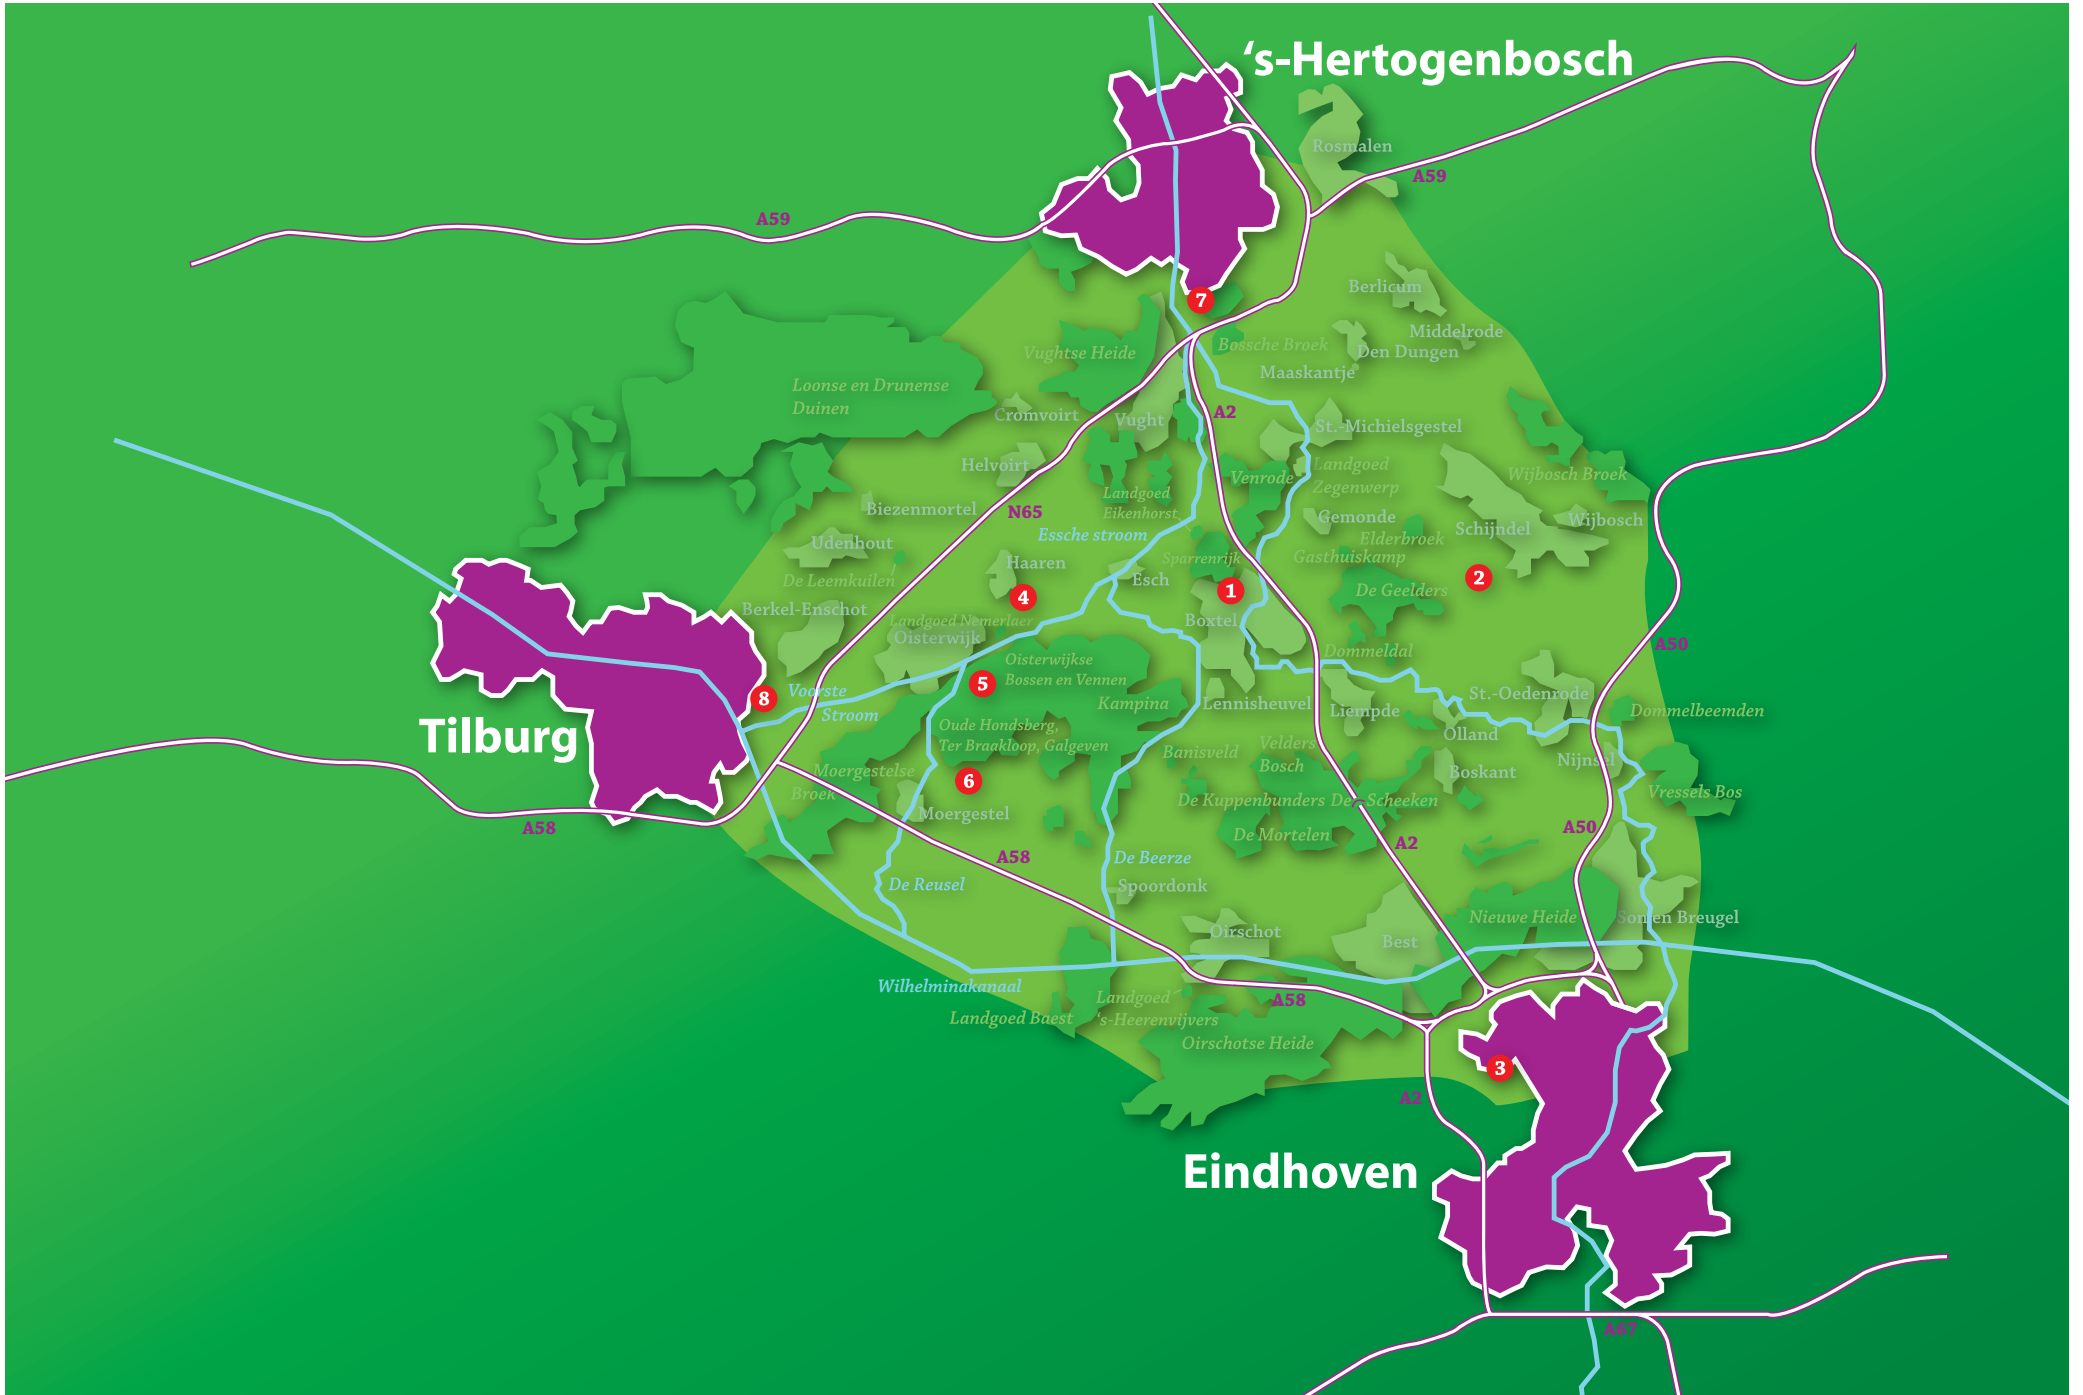 ‘s-Hertogenbosch
Rosmalen
A59
A59
Berlicum
7
Middelrode
Den Dungen
Bossche Broek
Vughtse Heide
Maaskantje
Loonse en Drunense
Duinen
Cromvoirt
Vught
A2
St.-Michielsgestel
Helvoirt
Landgoed
Zegenwerp
Venrode
Wijbosch Broek
Landgoed
Eikenhorst
Biezenmortel
N65
Gemonde
Wijbosch
Schijndel
Essche stroom
Elderbroek
Udenhout
Gasthuiskamp
Sparrenrijk
Haaren
De Leemkuilen
Esch
2
De Geelders
1
4
Berkel-Enschot
Landgoed Nemerlaer
Boxtel
Oisterwijk
A50
Dommeldal
Oisterwijkse
Bossen en Vennen
5
Voorste
Stroom
8
St.-Oedenrode
Kampina
Lennisheuvel
Liempde
Dommelbeemden
Tilburg
Oude Hondsberg,
Ter Braakloop, Galgeven
Olland
Banisveld
Velders
Bosch
Nijnsel
Moergestelse
Broek
6
Boskant
Vressels Bos
De Kuppenbunders
De Scheeken
Moergestel
A58
De Mortelen
A50
A2
A58
De Beerze
De Reusel
Spoordonk
Nieuwe Heide
Son en Breugel
Oirschot
Best
Wilhelminakanaal
Landgoed
‘s-Heerenvijvers
A58
Landgoed Baest
Oirschotse Heide
3
A2
Eindhoven
A67